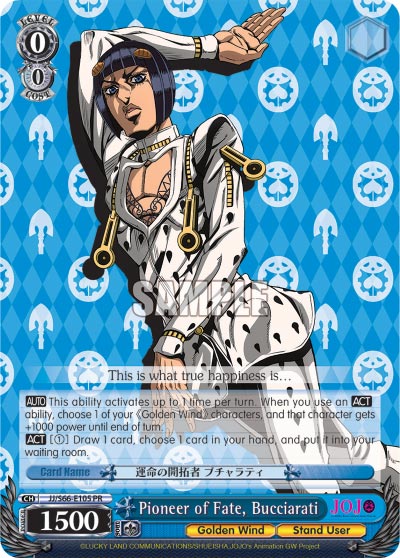 LEVEL
0
0
COST
SAMPLE
This is what true happiness is…
AUTO This ability activates up to 1 time per turn. When you use an ACT
ability, choose 1 of your 《Golden Wind》 characters, and that character gets
+1000 power until end of turn.
ACT [①] Draw 1 card, choose 1 card in your hand, and put it into your
waiting room.
Card Name 運命の開拓者 ブチャラティ
CH JJ/S66-E105 PR
1500
Pioneer of Fate, Bucciarati JOJO
Golden Wind Stand User
©LUCKY LAND COMMUNICATIONS/SHUEISHA,JOJO's Animation GW Project